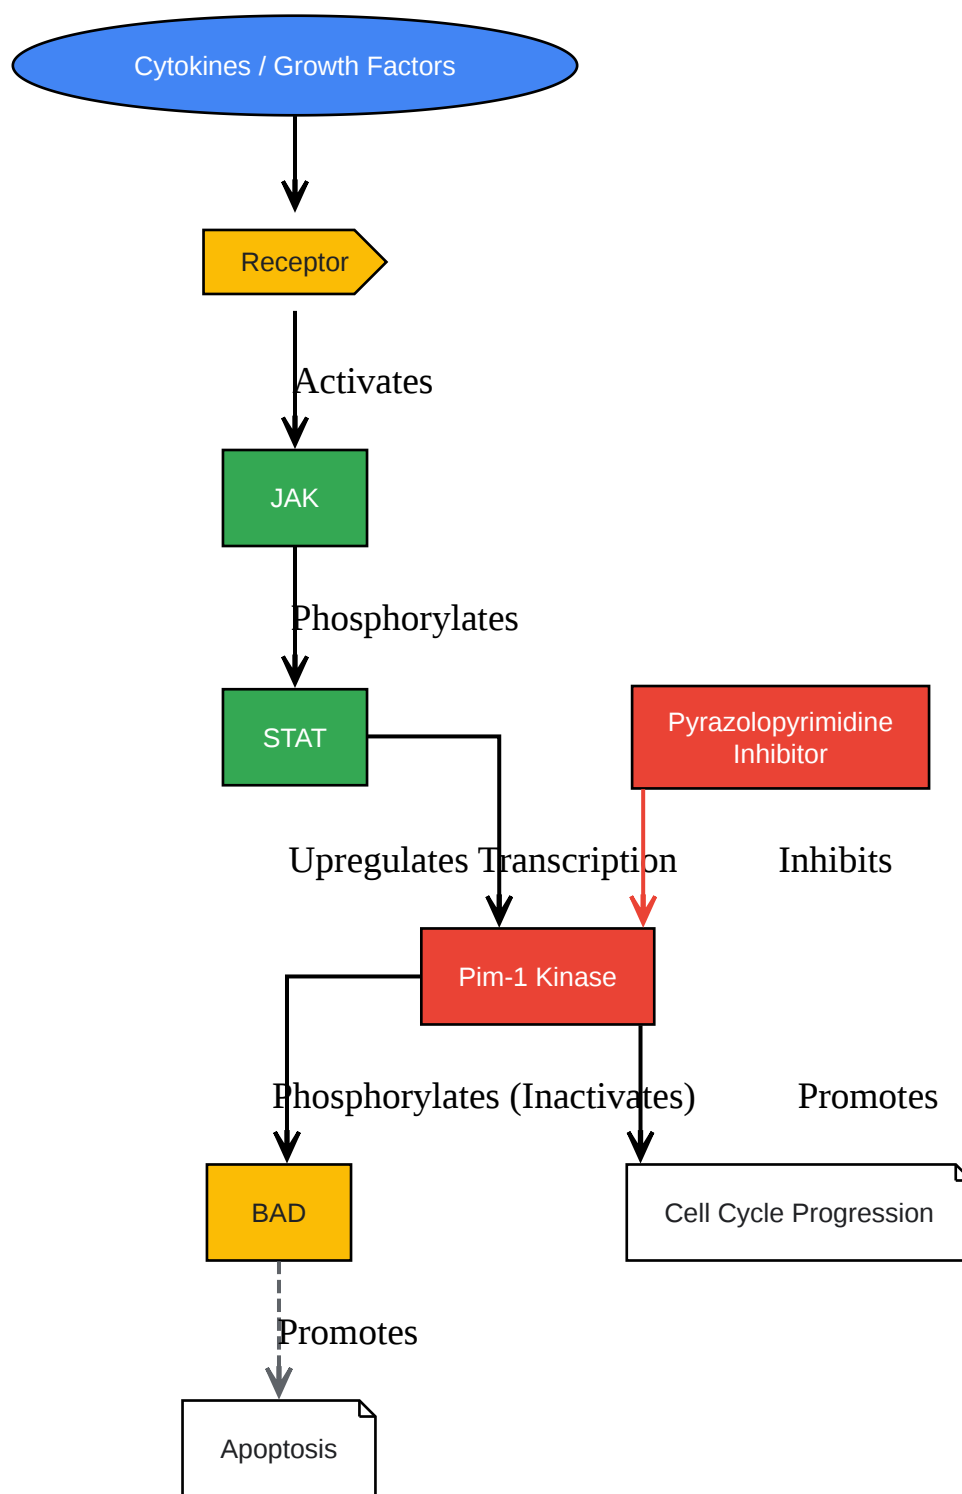 Cytokines / Growth Factors
Receptor
Activates
JAK
Phosphorylates
STAT
Pyrazolopyrimidine
Inhibitor
Upregulates Transcription
Inhibits
Pim-1 Kinase
Phosphorylates (Inactivates)
Promotes
BAD
Cell Cycle Progression
Promotes
Apoptosis